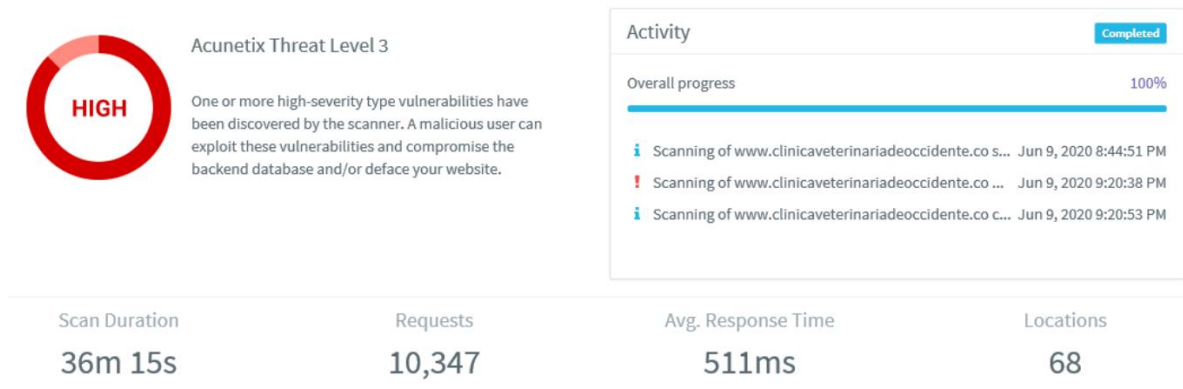 HIGH
Acunetix Threat Level 3
One or more high-severity type vulnerabilities have
been discovered by the scanner. A malicious user can
exploit these vulnerabilities and compromise the
backend database and/or deface your website.
Activity
Completed
Overall progress 100%
Scanning of www.clinicaveterinariadeoccidente.co s... Jun 9, 2020 8:44:51 PM
Scanning of www.clinicaveterinariadeoccidente.co ... Jun 9, 2020 9:20:38 PM
Scanning of www.clinicaveterinariadeoccidente.co c... Jun 9, 2020 9:20:53 PM
Scan Duration Requests Avg. Response Time Locations
36m 15s 10,347 511ms 68